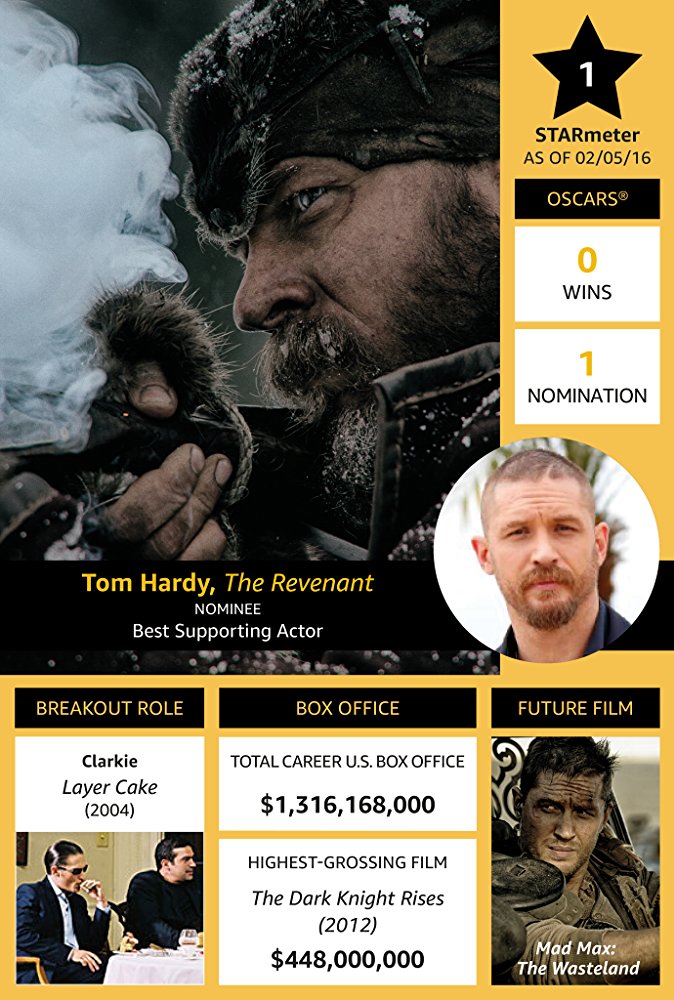 1
STARmeter
AS OF 02/05/16
OSCARS®
0
WINS
1
NOMINATION
Tom Hardy, The Revenant
NOMINEE
Best Supporting Actor
BREAKOUT ROLE
Clarkie
Layer Cake
(2004)
BOX OFFICE
TOTAL CAREER U.S. BOX OFFICE
$1,316,168,000
HIGHEST-GROSSING FILM
The Dark Knight Rises
(2012)
$448,000,000
FUTURE FILM
Mad Max:
The Wasteland